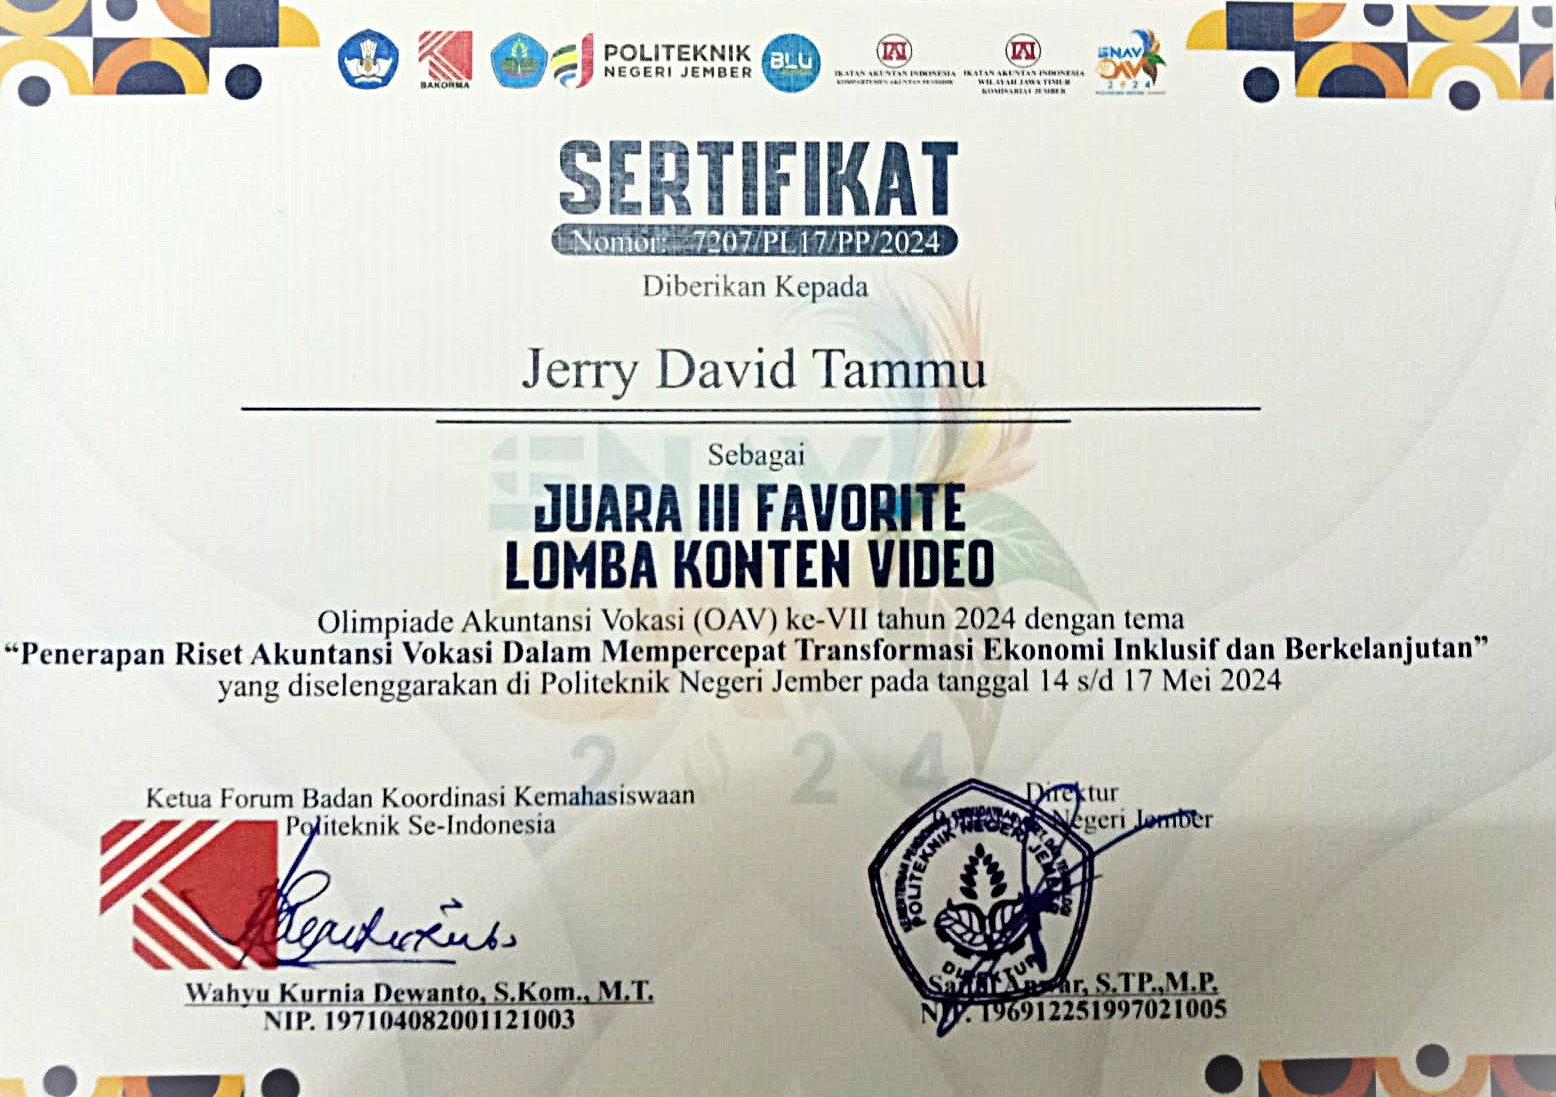 BAKORMA
POLITEKNIK
NEGERI JEMBER
BLU
IAI
IKATAN AKUNTAN INDONESIA
KOMPARTEMEN AKUNTAN PENDIDIK
IAI
IKATAN AKUNTAN INDONESIA
WILAYAH JAWA TIMUR
KOMISARIAT JEMBER
SNAV
OAV
2024
SERTIFIKAT
Nomor: 7207/PL17/PP/2024
Diberikan Kepada
Jerry David Tammu
Sebagai
JUARA III FAVORITE
LOMBA KONTEN VIDEO
Olimpiade Akuntansi Vokasi (OAV) ke-VII tahun 2024 dengan tema
“Penerapan Riset Akuntansi Vokasi Dalam Mempercepat Transformasi Ekonomi Inklusif dan Berkelanjutan”
yang diselenggarakan di Politeknik Negeri Jember pada tanggal 14 s/d 17 Mei 2024
2024
Ketua Forum Badan Koordinasi Kemahasiswaan
Politeknik Se-Indonesia
Wahyu Kurnia Dewanto, S.Kom., M.T.
NIP. 197104082001121003
Direktur
Negeri Jember
POLITEKNIK NEGERI JEMBER
DIREKTUR
Anwar, S.TP.,M.P.
NIP. 196912251997021005